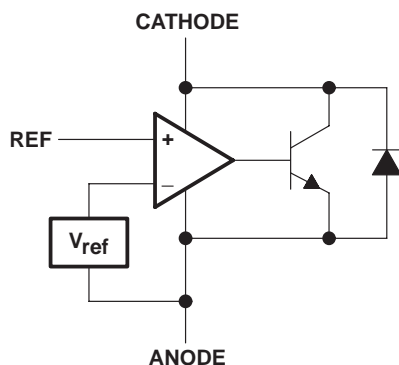 CATHODE
REF
+
−
Vref
ANODE